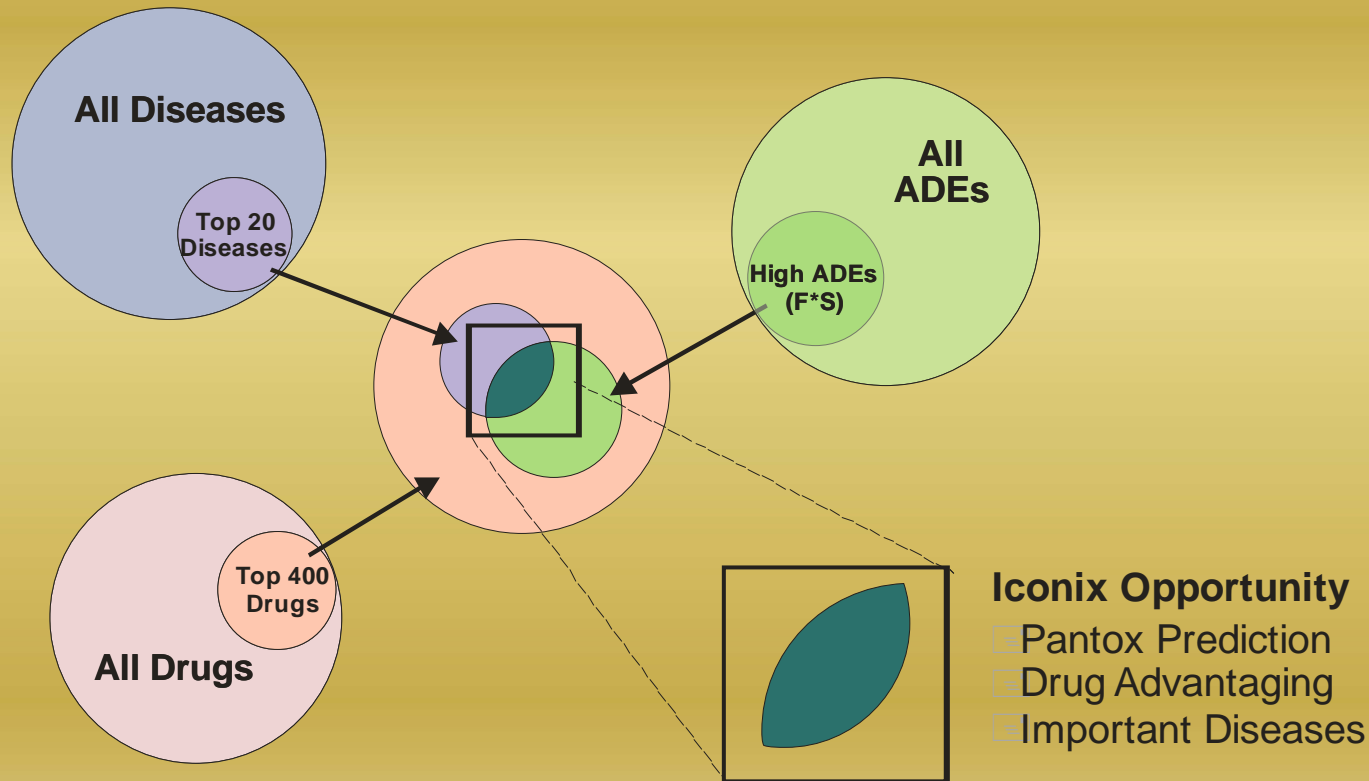 All Diseases
Top 20
Diseases
All
ADEs
High ADEs
(F*S)
Top 400
Drugs
All Drugs
Iconix Opportunity
Pantox Prediction
Drug Advantaging
Important Diseases